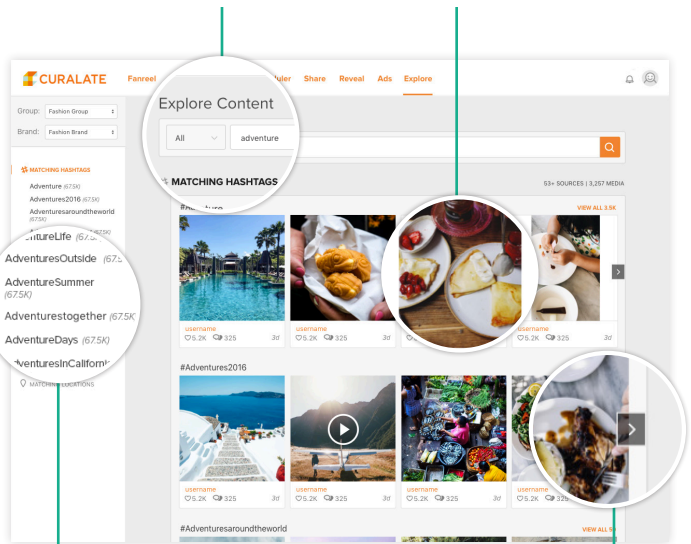 CURALATE
Fanreel
duler
Share
Reveal
Ads
Explore
Group: Fashion Group
Brand: Fashion Brand
Explore Content
All
adventure
MATCHING HASHTAGS
Adventure (67.5K)
Adventures2016 (67.5K)
Adventuresaroundtheworld
(67.5K)
AdventuresOutside (67.5
AdventureSummer
(67.5K)
Adventurestogether (67.5K
AdventureDays (67.5K)
MATCHING LOCATIONS
MATCHING HASHTAGS
53+ SOURCES | 3,257 MEDIA
VIEW ALL 3.5K
username
5.2K 325 3d
username
5.2K 325 3d
5.2K 325 3d
username
5.2K 325 3d
#Adventures2016
username
5.2K 325 3d
username
5.2K 325 3d
username
5.2K 325 3d
username
5.2K 325
#Adventuresaroundtheworld
VIEW ALL